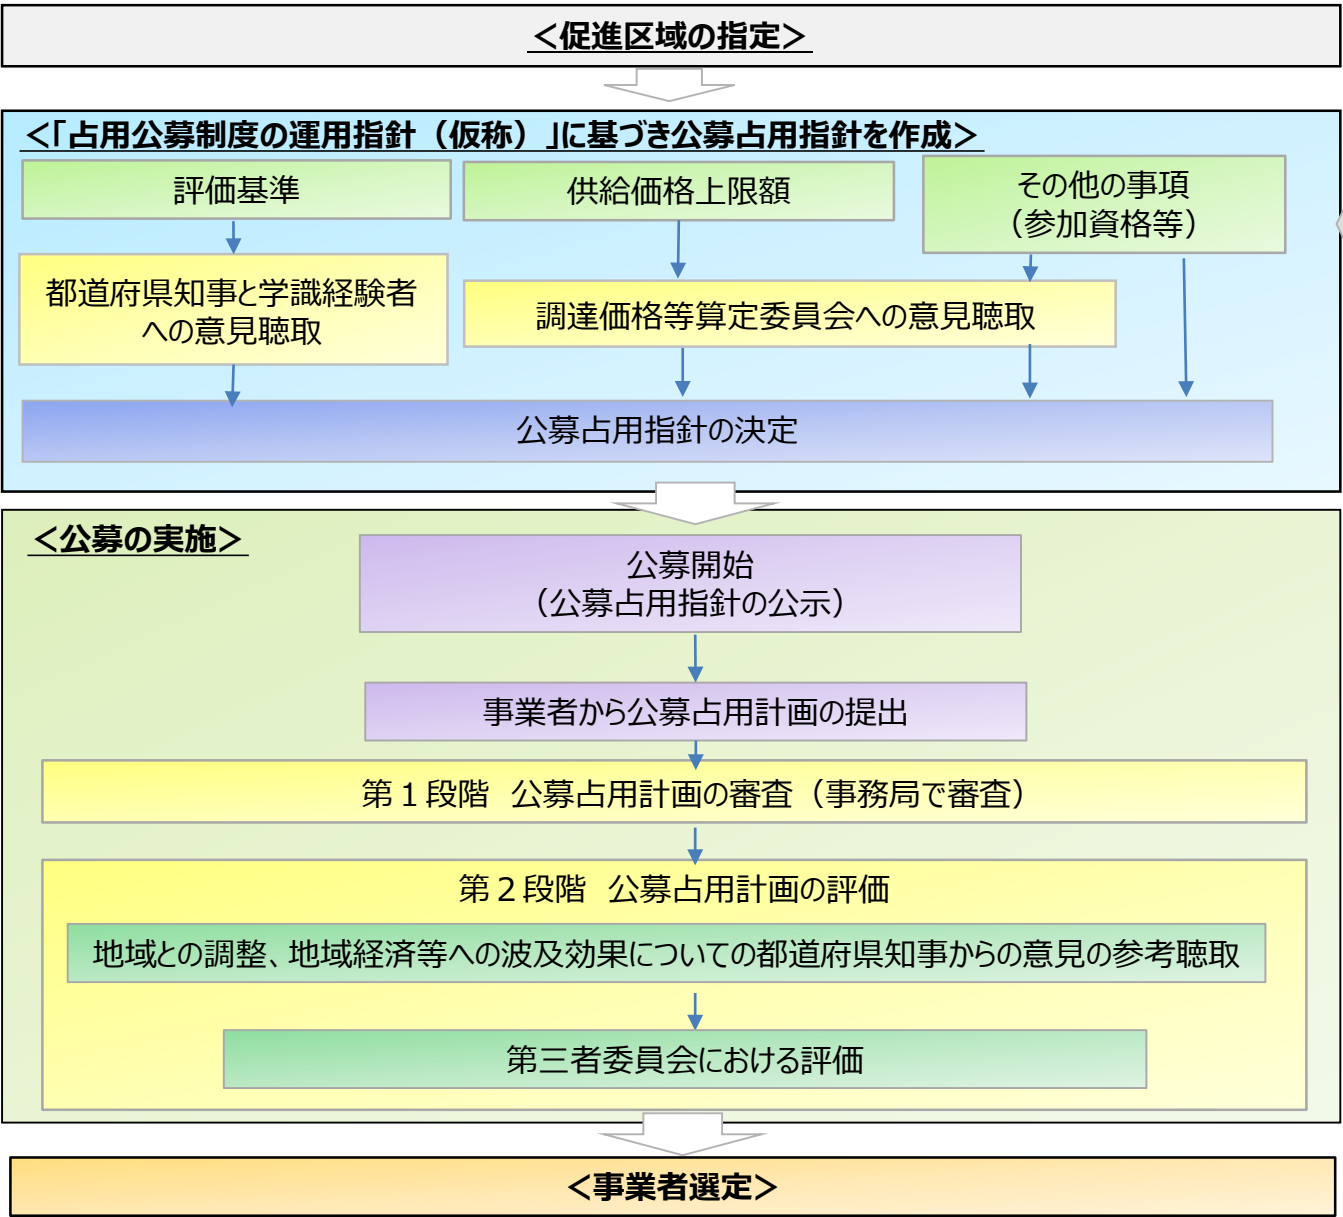 ＜促進区域の指定＞
＜「占用公募制度の運用指針（仮称）」に基づき公募占用指針を作成＞
評価基準
供給価格上限額
その他の事項
（参加資格等）
都道府県知事と学識経験者
への意見聴取
調達価格等算定委員会への意見聴取
公募占用指針の決定
＜公募の実施＞
公募開始
（公募占用指針の公示）
事業者から公募占用計画の提出
第１段階　公募占用計画の審査（事務局で審査）
第２段階　公募占用計画の評価
地域との調整、地域経済等への波及効果についての都道府県知事からの意見の参考聴取
第三者委員会における評価
＜事業者選定＞